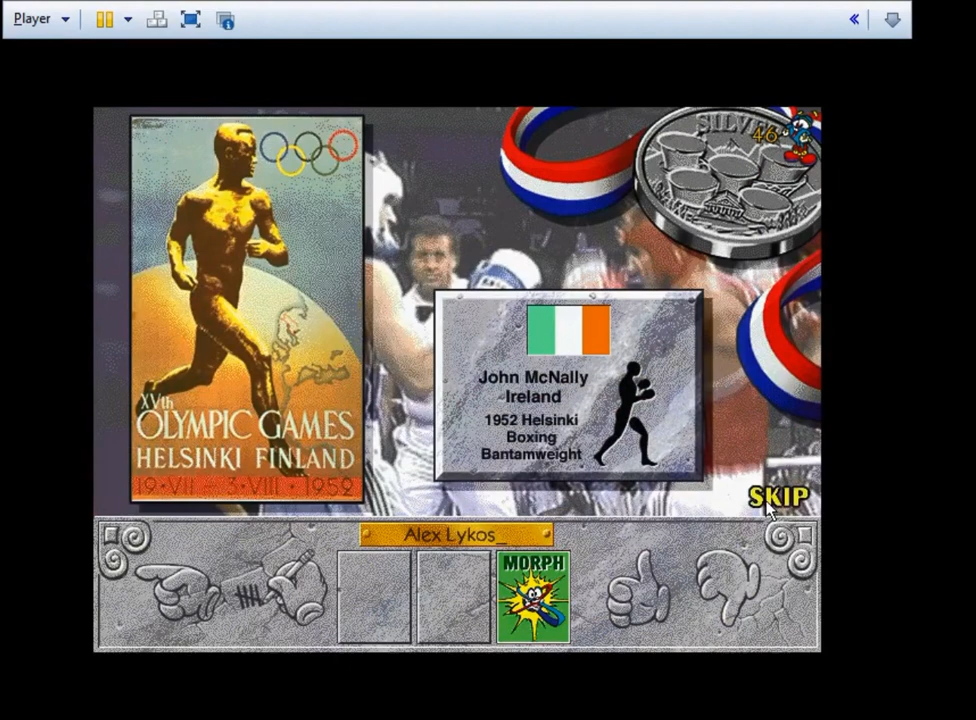 Player
SILVER
46
XVth
OLYMPIC GAMES
HELSINKI FINLAND
19·VII – 3·VIII · 1952
John McNally
Ireland
1952 Helsinki
Boxing
Bantamweight
SKIP
Alex Lykos_
MORPH